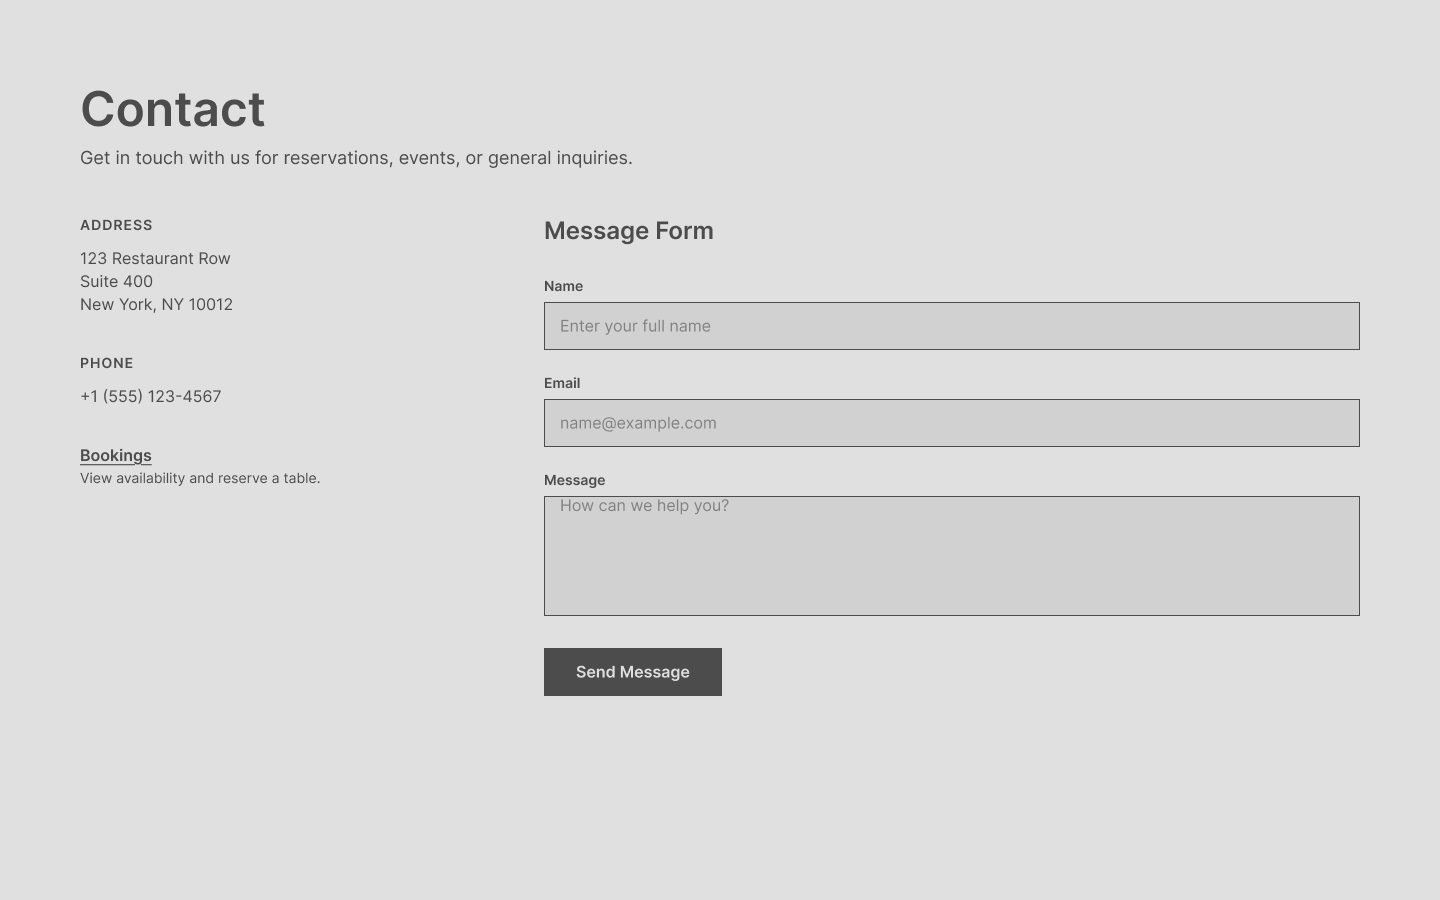 Contact
Get in touch with us for reservations, events, or general inquiries.
ADDRESS
123 Restaurant Row
Suite 400
New York, NY 10012
PHONE
+1 (555) 123-4567
Bookings
View availability and reserve a table.
Message Form
Name
Enter your full name
Email
name@example.com
Message
How can we help you?
Send Message